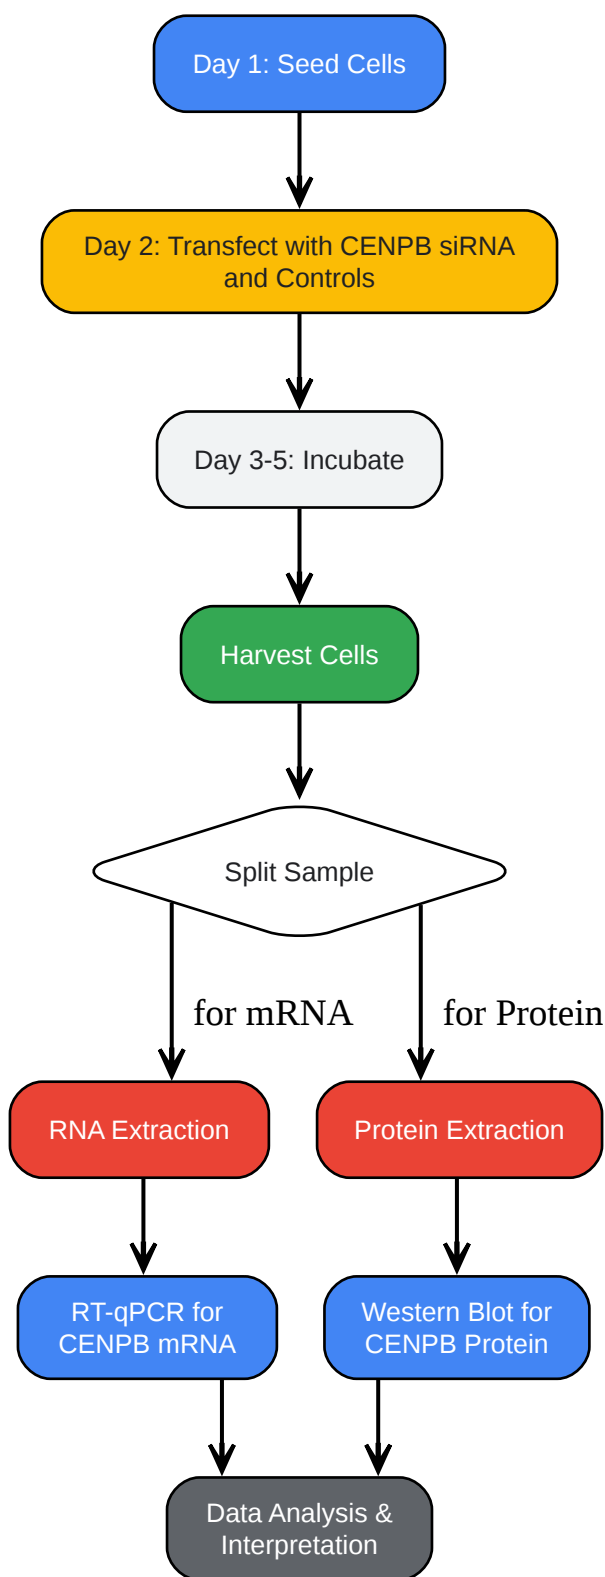 Day 1: Seed Cells
Day 2: Transfect with CENPB siRNA
and Controls
Day 3-5: Incubate
Harvest Cells
Split Sample
for mRNA
for Protein
RNA Extraction
Protein Extraction
RT-qPCR for
CENPB mRNA
Western Blot for
CENPB Protein
Data Analysis &
Interpretation